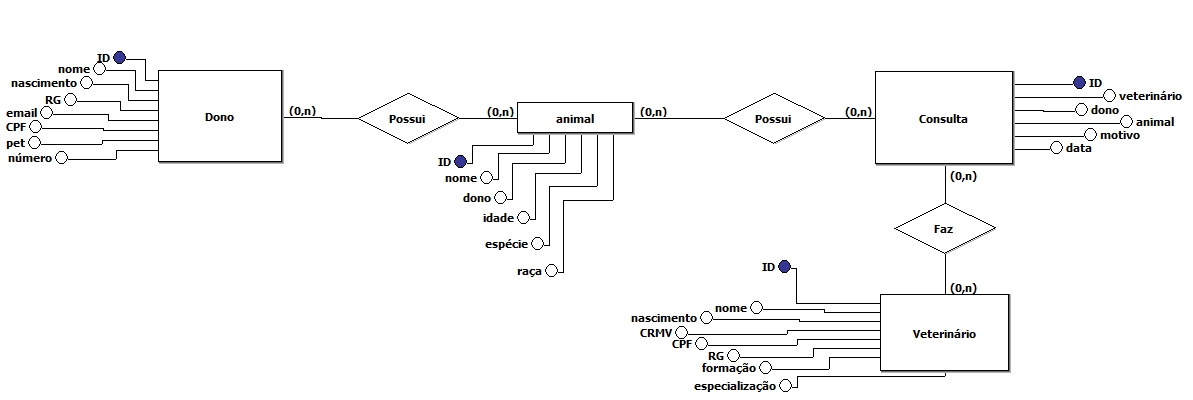 ID
nome
nascimento
RG
email
CPF
pet
número
Dono
(0,n)
Possui
(0,n)
animal
(0,n)
ID
nome
dono
idade
espécie
raça
Possui
(0,n)
Consulta
ID
veterinário
dono
animal
motivo
data
(0,n)
Faz
(0,n)
Veterinário
ID
nome
nascimento
CRMV
CPF
RG
formação
especialização